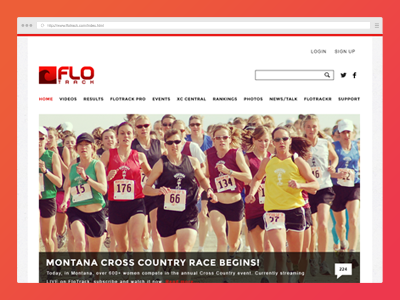 http://www.flotrack.com/index.html
LOGIN SIGN UP
FLO
TRACK
HOME VIDEOS RESULTS FLOTRACK PRO EVENTS XC CENTRAL RANKINGS PHOTOS NEWS/TALK FLOTRACKR SUPPORT
15
176
66
134
57
MONTANA CROSS COUNTRY RACE BEGINS!
Today, in Montana, over 600+ women compete in the annual Cross Country event. Currently streaming
LIVE on FloTrack, subscribe and watch it now.
224